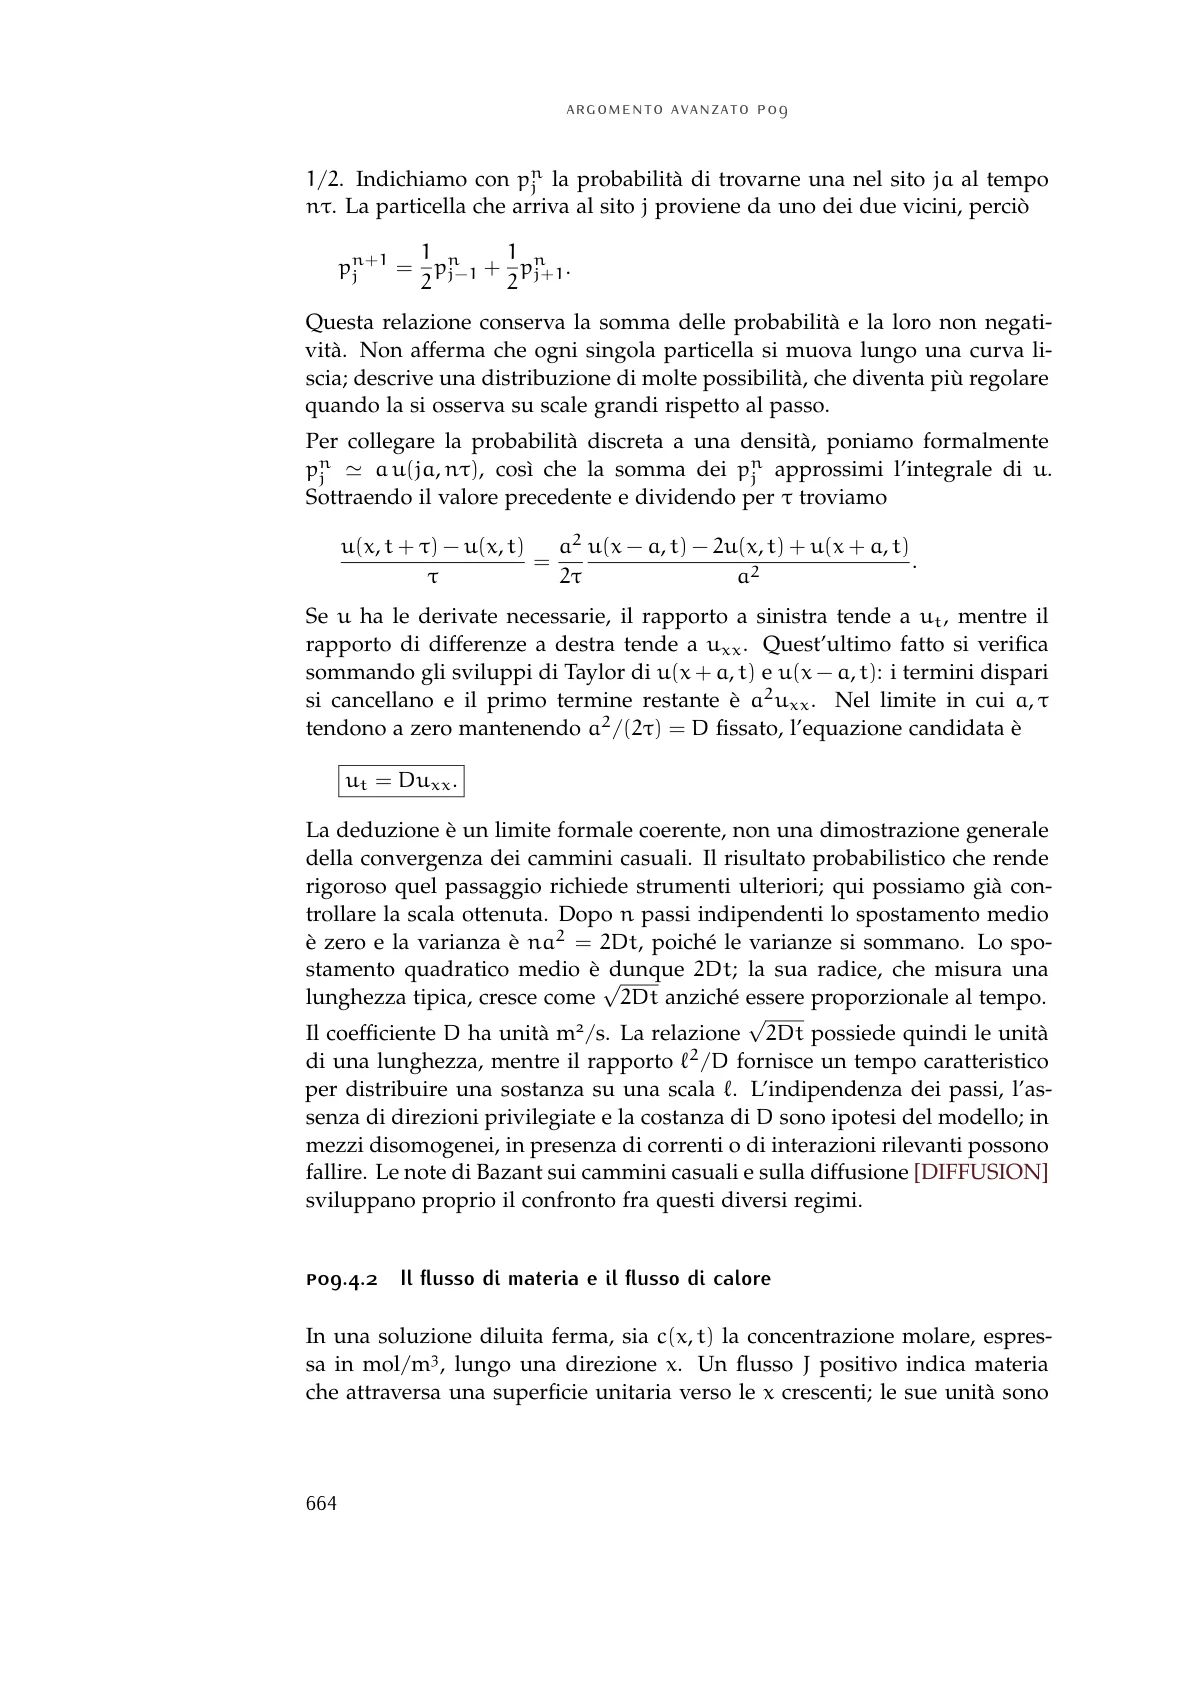 ARGOMENTO AVANZATO P09
1/2. Indichiamo con p_j^n la probabilità di trovarne una nel sito ja al tempo
nτ. La particella che arriva al sito j proviene da uno dei due vicini, perciò
p_j^{n+1} = \frac{1}{2}p_{j−1}^n + \frac{1}{2}p_{j+1}^n.
Questa relazione conserva la somma delle probabilità e la loro non negati-
vità. Non afferma che ogni singola particella si muova lungo una curva li-
scia; descrive una distribuzione di molte possibilità, che diventa più regolare
quando la si osserva su scale grandi rispetto al passo.
Per collegare la probabilità discreta a una densità, poniamo formalmente
p_j^n ≃ a u(ja, nτ), così che la somma dei p_j^n approssimi l'integrale di u.
Sottraendo il valore precedente e dividendo per τ troviamo
\frac{u(x, t + τ) − u(x, t)}{τ} = \frac{a^2}{2τ} \frac{u(x − a, t) − 2u(x, t) + u(x + a, t)}{a^2}.
Se u ha le derivate necessarie, il rapporto a sinistra tende a u_t, mentre il
rapporto di differenze a destra tende a u_{xx}. Quest'ultimo fatto si verifica
sommando gli sviluppi di Taylor di u(x + a, t) e u(x − a, t): i termini dispari
si cancellano e il primo termine restante è a^2u_{xx}. Nel limite in cui a, τ
tendono a zero mantenendo a^2/(2τ) = D fissato, l'equazione candidata è
u_t = Du_{xx}.
La deduzione è un limite formale coerente, non una dimostrazione generale
della convergenza dei cammini casuali. Il risultato probabilistico che rende
rigoroso quel passaggio richiede strumenti ulteriori; qui possiamo già con-
trollare la scala ottenuta. Dopo n passi indipendenti lo spostamento medio
è zero e la varianza è na^2 = 2Dt, poiché le varianze si sommano. Lo spo-
stamento quadratico medio è dunque 2Dt; la sua radice, che misura una
lunghezza tipica, cresce come √(2Dt) anziché essere proporzionale al tempo.
Il coefficiente D ha unità m²/s. La relazione √(2Dt) possiede quindi le unità
di una lunghezza, mentre il rapporto ℓ^2/D fornisce un tempo caratteristico
per distribuire una sostanza su una scala ℓ. L'indipendenza dei passi, l'as-
senza di direzioni privilegiate e la costanza di D sono ipotesi del modello; in
mezzi disomogenei, in presenza di correnti o di interazioni rilevanti possono
fallire. Le note di Bazant sui cammini casuali e sulla diffusione [DIFFUSION]
sviluppano proprio il confronto fra questi diversi regimi.
P09.4.2 Il flusso di materia e il flusso di calore
In una soluzione diluita ferma, sia c(x, t) la concentrazione molare, espres-
sa in mol/m³, lungo una direzione x. Un flusso J positivo indica materia
che attraversa una superficie unitaria verso le x crescenti; le sue unità sono
664